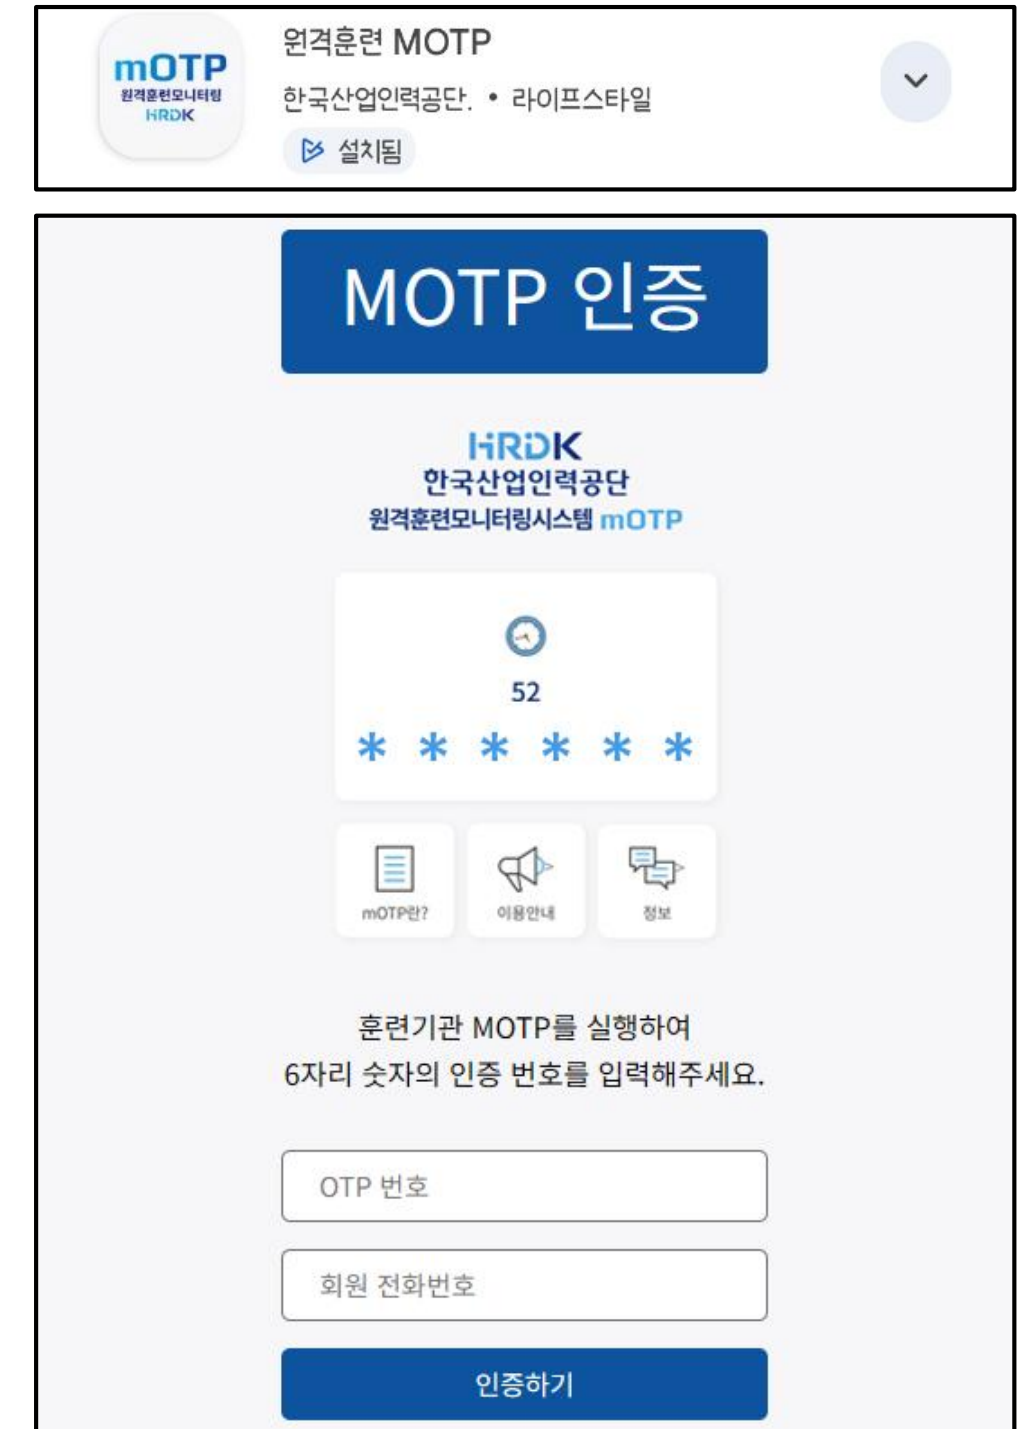 mOTP
원격훈련모니터링
HRDK
원격훈련 MOTP
한국산업인력공단. • 라이프스타일
설치됨
MOTP 인증
HRDK
한국산업인력공단
원격훈련모니터링시스템 mOTP
52
* * * * * *
mOTP란?
이용안내
정보
훈련기관 MOTP를 실행하여
6자리 숫자의 인증 번호를 입력해주세요.
OTP 번호
회원 전화번호
인증하기